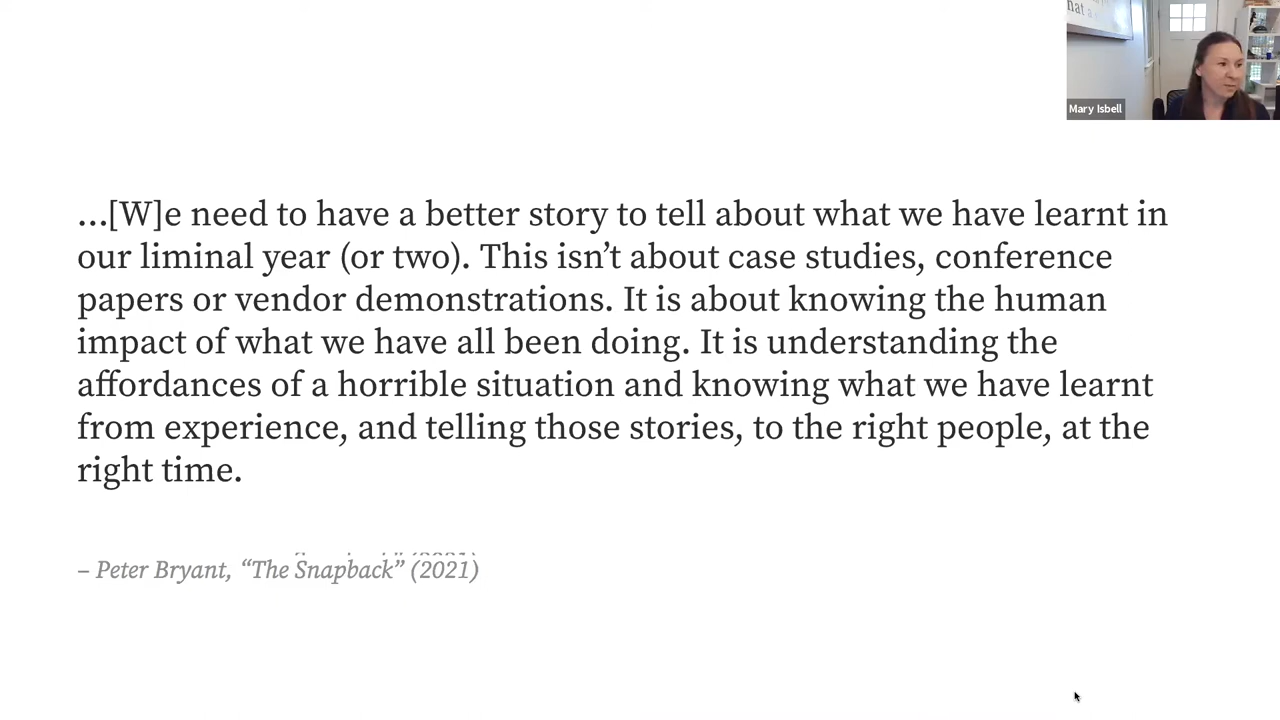 Mary Isbell
...[W]e need to have a better story to tell about what we have learnt in
our liminal year (or two). This isn’t about case studies, conference
papers or vendor demonstrations. It is about knowing the human
impact of what we have all been doing. It is understanding the
affordances of a horrible situation and knowing what we have learnt
from experience, and telling those stories, to the right people, at the
right time.
– Peter Bryant, “The Snapback” (2021)